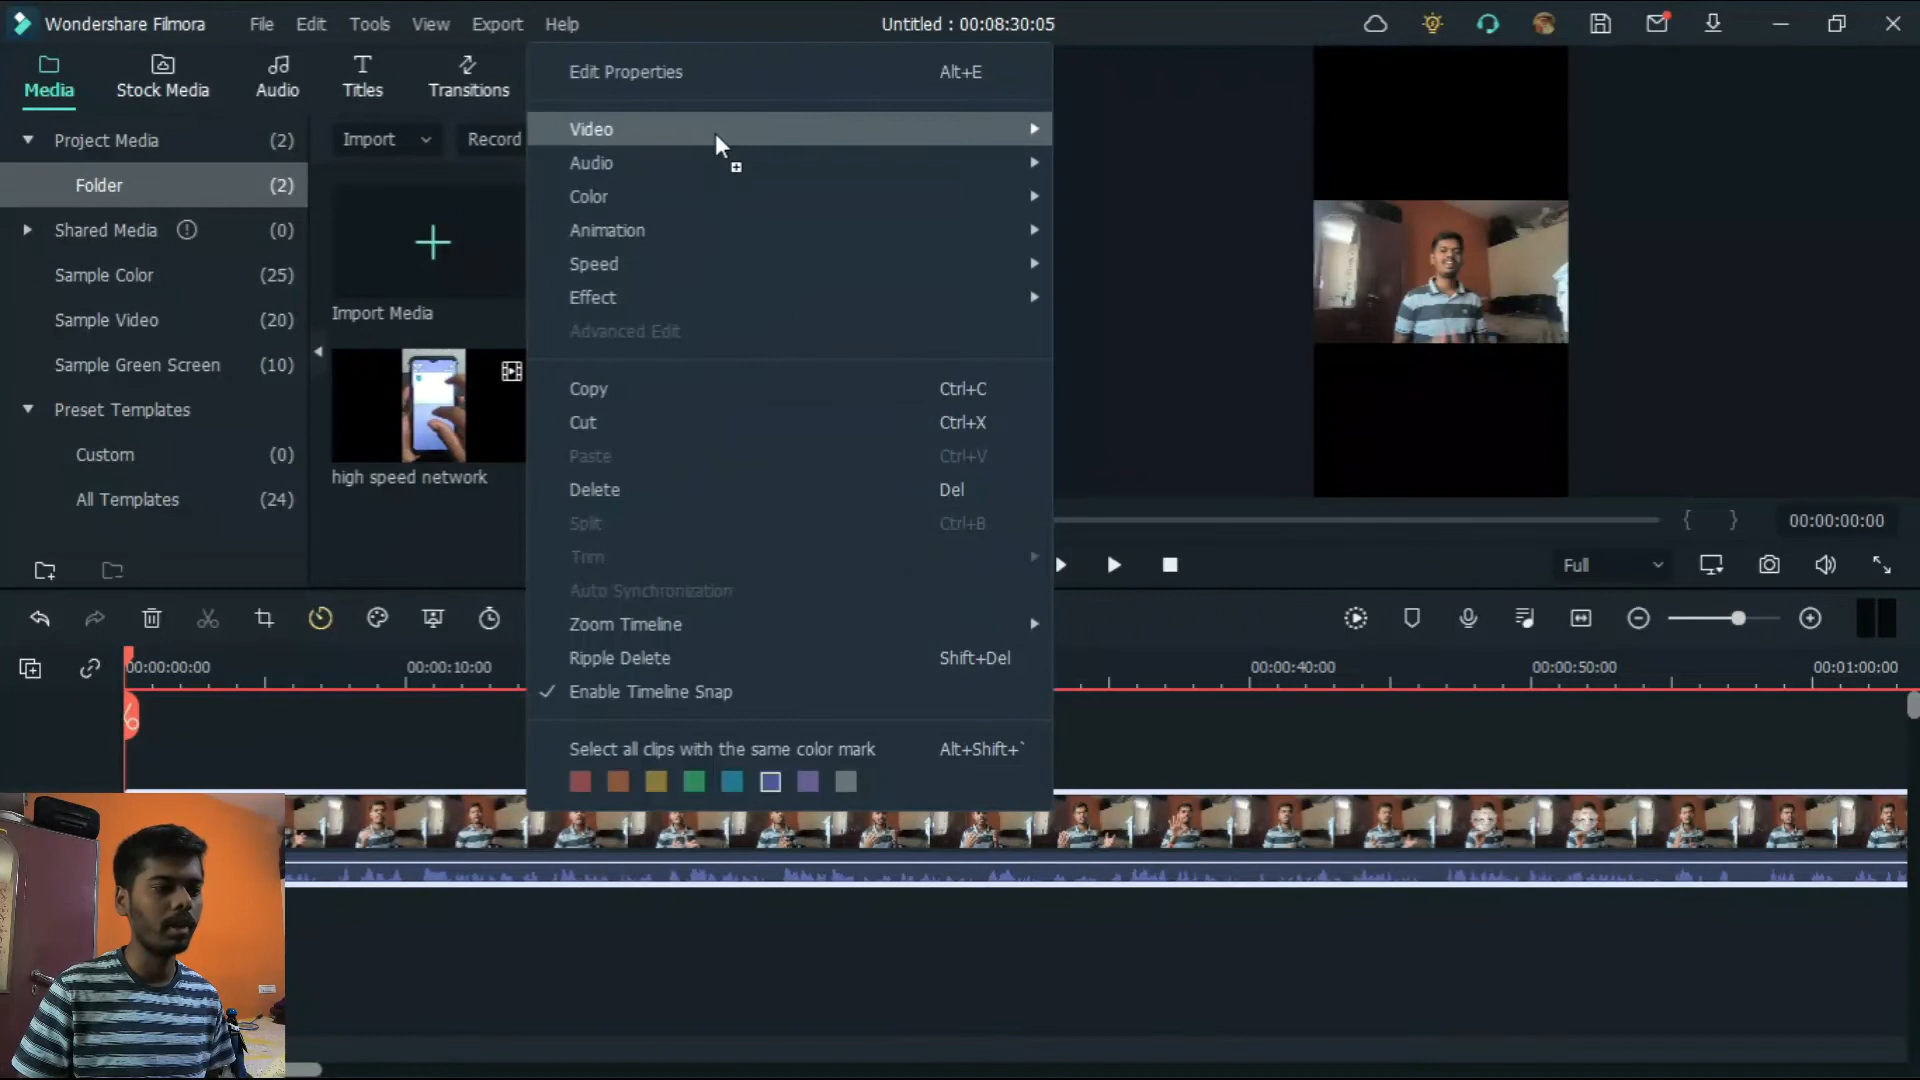 Wondershare Filmora
File
Edit
Tools
View
Export
Help
Untitled : 00:08:30:05
Media
Stock Media
Audio
Titles
Transitions
Project Media (2)
Folder (2)
Shared Media (0)
Sample Color (25)
Sample Video (20)
Sample Green Screen (10)
Preset Templates
Custom (0)
All Templates (24)
Import
Record
Import Media
high speed network
Edit Properties Alt+E
Video
Audio
Color
Animation
Speed
Effect
Advanced Edit
Copy Ctrl+C
Cut Ctrl+X
Paste Ctrl+V
Delete Del
Split Ctrl+B
Trim
Auto Synchronization
Zoom Timeline
Ripple Delete Shift+Del
Enable Timeline Snap
Select all clips with the same color mark Alt+Shift+`
{ } 00:00:00:00
Full
00:00:00:00
00:00:10:00
00:00:40:00
00:00:50:00
00:01:00:00